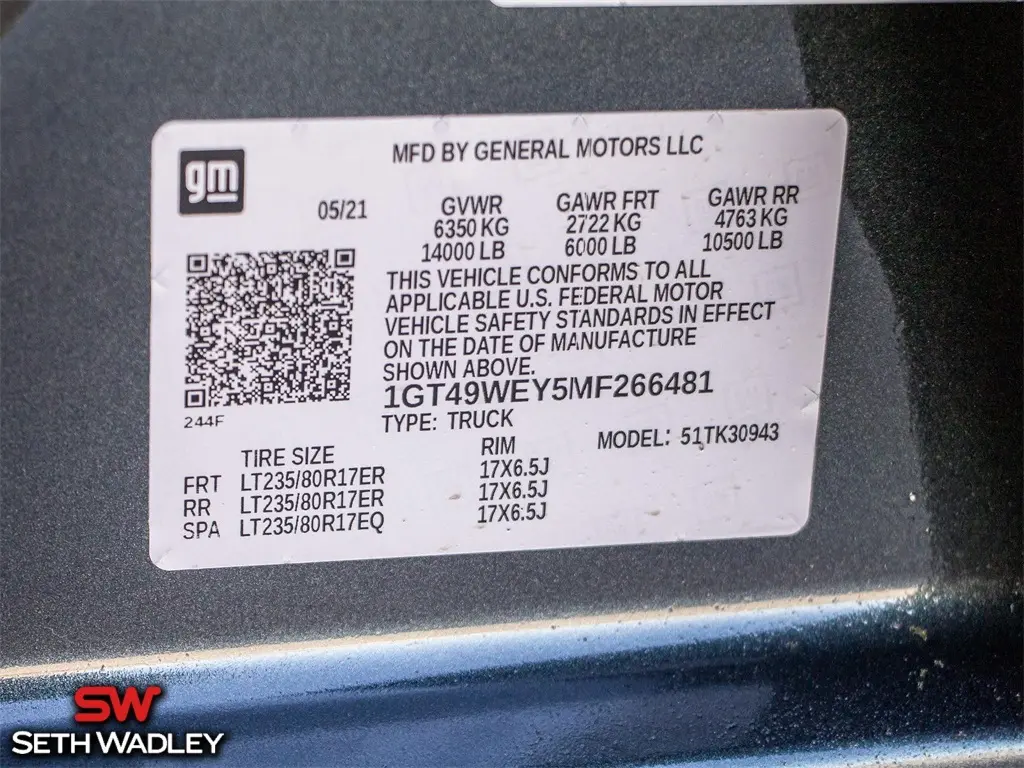 gm
MFD BY GENERAL MOTORS LLC
05/21 GVWR GAWR FRT GAWR RR
6350 KG 2722 KG 4763 KG
14000 LB 6000 LB 10500 LB
THIS VEHICLE CONFORMS TO ALL
APPLICABLE U.S. FEDERAL MOTOR
VEHICLE SAFETY STANDARDS IN EFFECT
ON THE DATE OF MANUFACTURE
SHOWN ABOVE.
1GT49WEY5MF266481
244F
TYPE: TRUCK
MODEL: 51TK30943
TIRE SIZE RIM
FRT LT235/80R17ER 17X6.5J
RR LT235/80R17ER 17X6.5J
SPA LT235/80R17EQ 17X6.5J
SW
SETH WADLEY